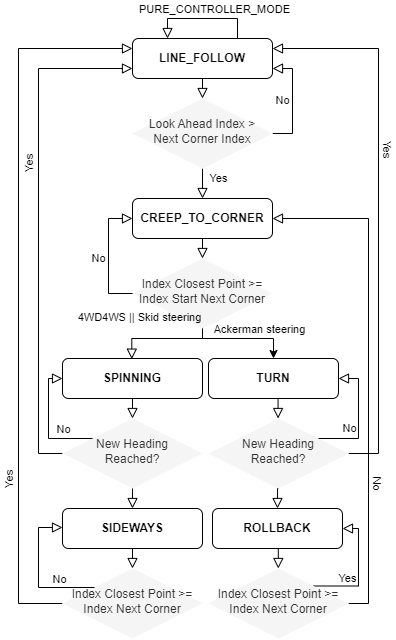 PURE_CONTROLLER_MODE
LINE_FOLLOW
No
Look Ahead Index >
Next Corner Index
Yes
Yes
Yes
CREEP_TO_CORNER
No
Index Closest Point >=
Index Start Next Corner
4WD4WS || Skid steering
Ackerman steering
SPINNING
TURN
No
No
New Heading
Reached?
New Heading
Reached?
Yes
No
SIDEWAYS
ROLLBACK
No
Yes
Index Closest Point >=
Index Next Corner
Index Closest Point >=
Index Next Corner